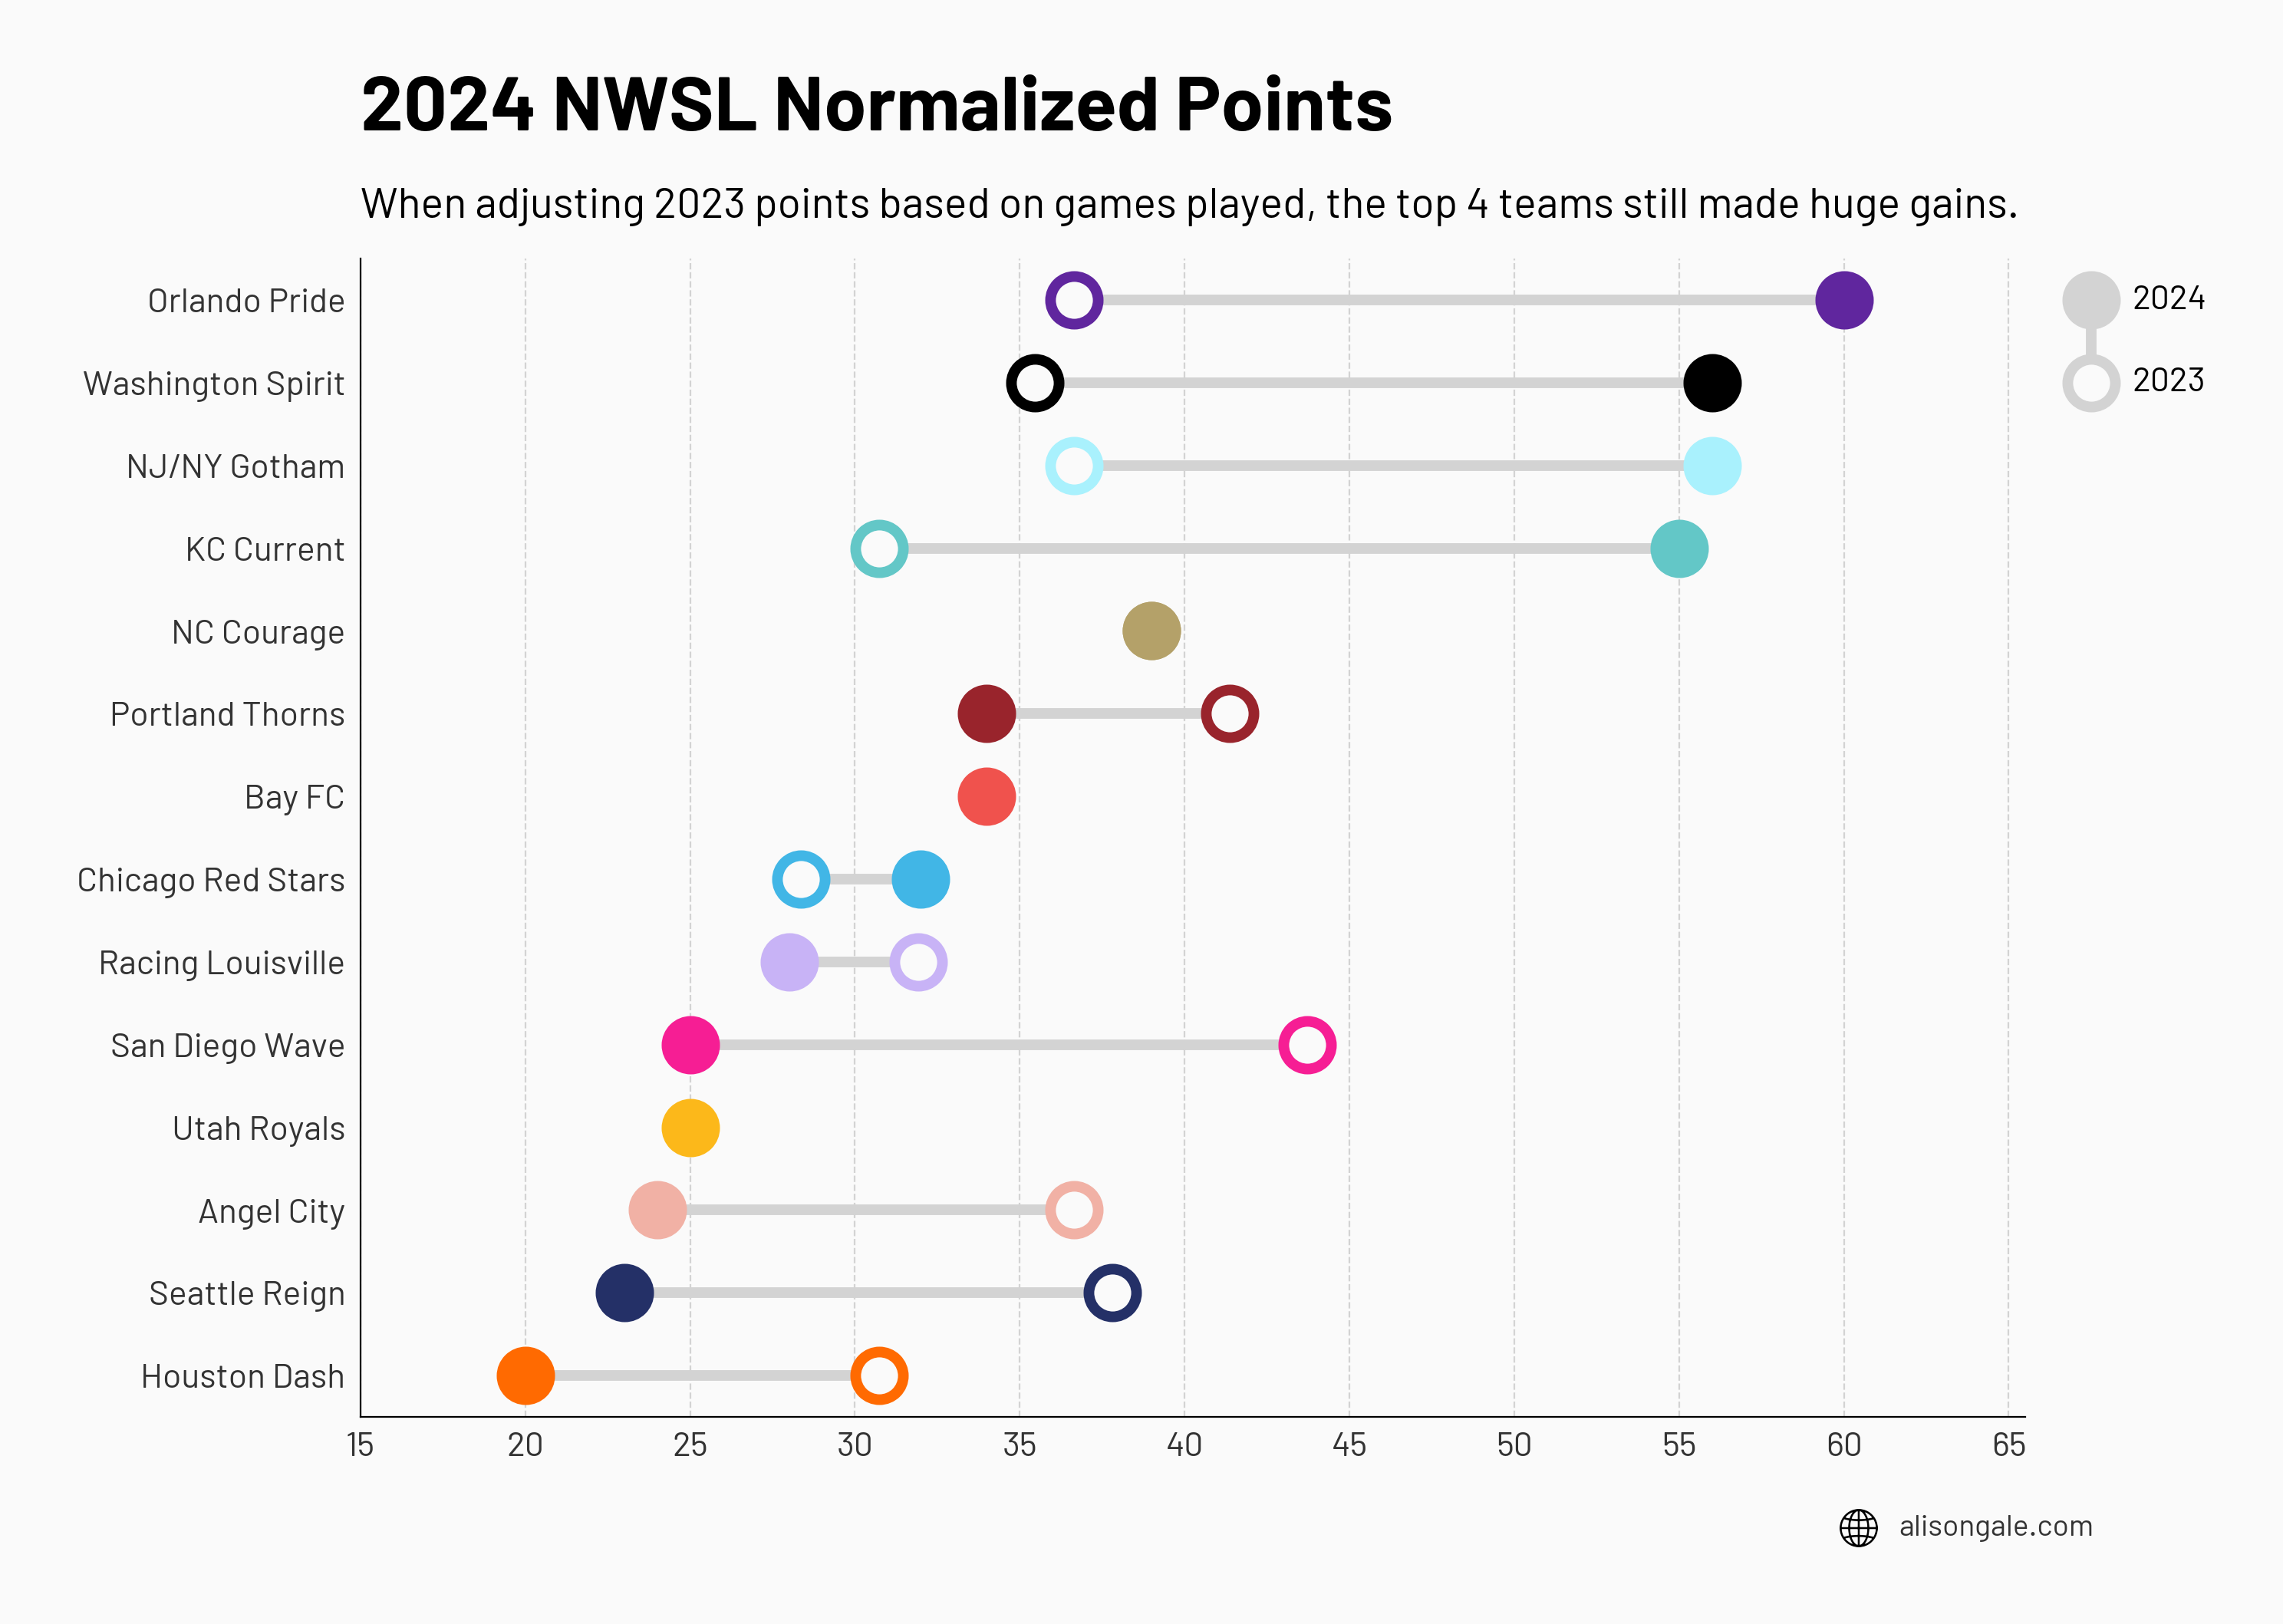 2024 NWSL Normalized Points
When adjusting 2023 points based on games played, the top 4 teams still made huge gains.
Orlando Pride
2024
Washington Spirit
2023
NJ/NY Gotham
KC Current
NC Courage
Portland Thorns
Bay FC
Chicago Red Stars
Racing Louisville
San Diego Wave
Utah Royals
Angel City
Seattle Reign
Houston Dash
15 20 25 30 35 40 45 50 55 60 65
alisongale.com